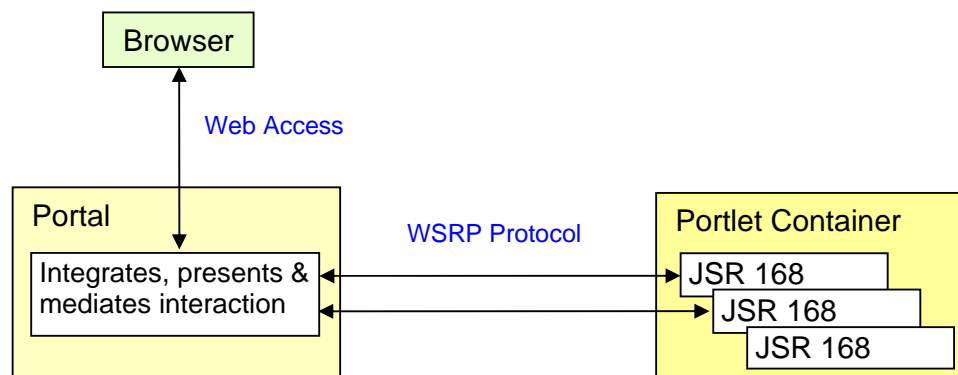 Browser
Web Access
Portal
Integrates, presents &
mediates interaction
WSRP Protocol
Portlet Container
JSR 168
JSR 168
JSR 168